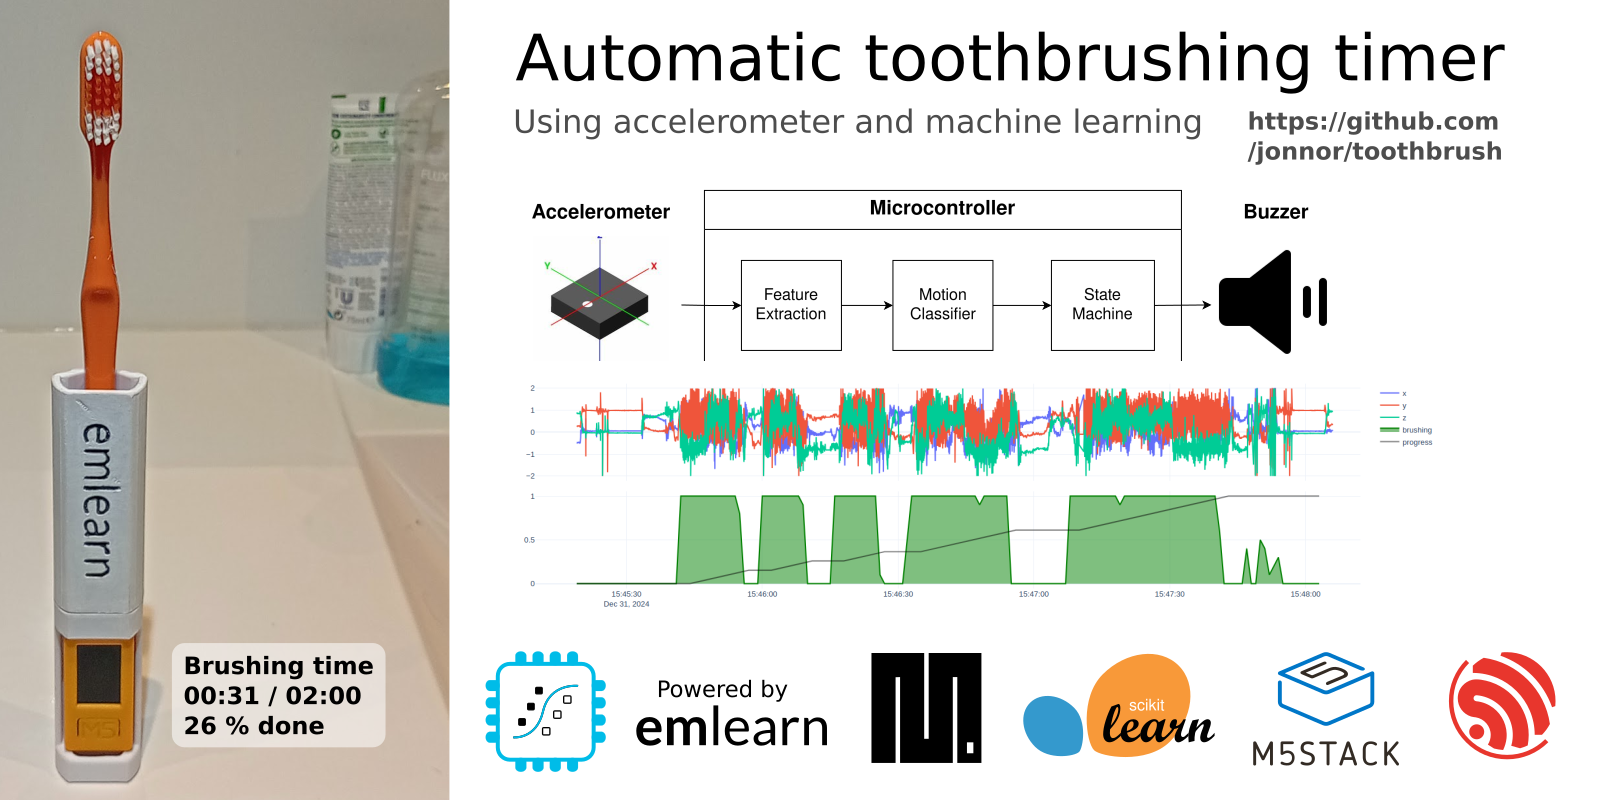 Automatic toothbrushing timer
Using accelerometer and machine learning
https://github.com
/jonnor/toothbrush
Accelerometer
Microcontroller
Buzzer
Z
Y
X
Feature
Extraction
Motion
Classifier
State
Machine
2
1
0
−1
−2
x
y
z
brushing
progress
1
0.5
0
15:45:30
Dec 31, 2024
15:46:00
15:46:30
15:47:00
15:47:30
15:48:00
emlearn
M5
FLUX
Brushing time
00:31 / 02:00
26 % done
Powered by
emlearn
scikit
learn
M5STACK